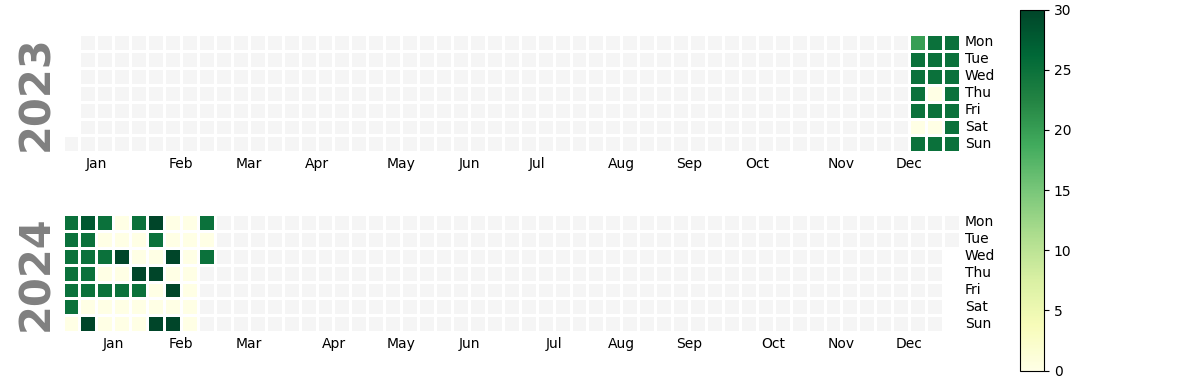 2023
Mon
Tue
Wed
Thu
Fri
Sat
Sun
Jan Feb Mar Apr May Jun Jul Aug Sep Oct Nov Dec
2024
Mon
Tue
Wed
Thu
Fri
Sat
Sun
Jan Feb Mar Apr May Jun Jul Aug Sep Oct Nov Dec
30
25
20
15
10
5
0